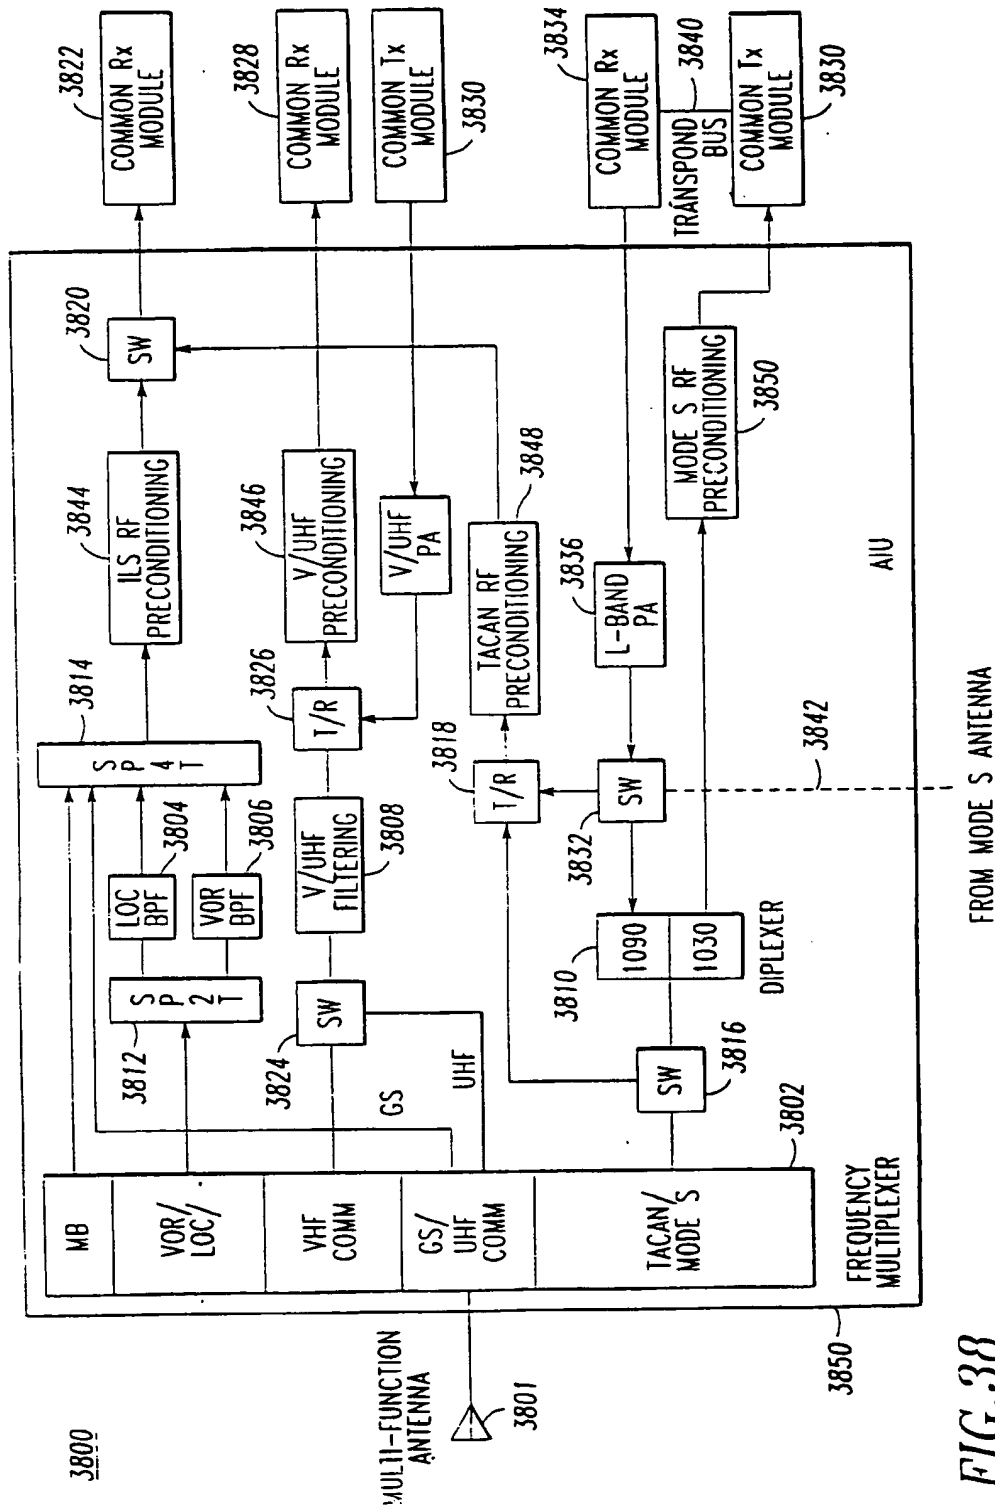 3800
MULTI-FUNCTION
ANTENNA
3801
3850
FREQUENCY
MULTIPLEXER
3802
MB
VOR/
LOC/
VHF
COMM
GS/
UHF
COMM
TACAN/
MODE S
3812
S
P
2
T
LOC
BPF
3804
VOR
BPF
3806
S
P
4
T
3814
ILS RF
PRECONDITIONING
3844
SW
3820
COMMON Rx
MODULE
3822
GS
UHF
3824
SW
V/UHF
FILTERING
3808
T/R
3826
V/UHF
PRECONDITIONING
3846
V/UHF
PA
COMMON Rx
MODULE
3828
COMMON Tx
MODULE
3830
SW
3816
T/R
3818
TACAN RF
PRECONDITIONING
3848
3810
1090
1030
DIPLEXER
3832
SW
L-BAND
PA
3836
3842
FROM MODE S ANTENNA
MODE S RF
PRECONDITIONING
3850
AIU
COMMON Rx
MODULE
3834
TRANSPOND
BUS
3840
COMMON Tx
MODULE
3830
FIG.38